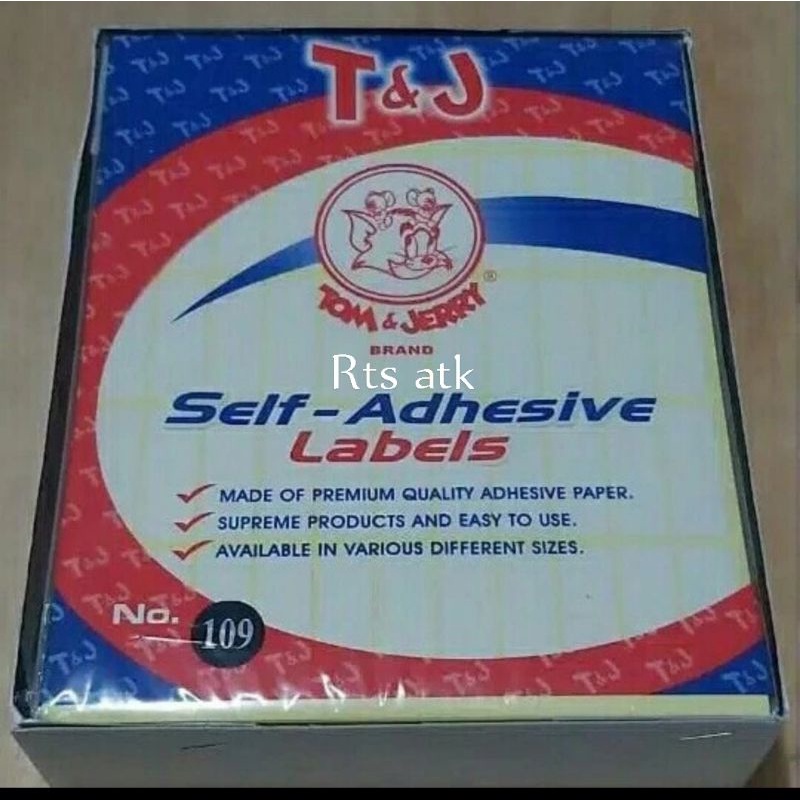 T&J
TOM & JERRY®
BRAND
Rts atk
Self-Adhesive
Labels
MADE OF PREMIUM QUALITY ADHESIVE PAPER.
SUPREME PRODUCTS AND EASY TO USE.
AVAILABLE IN VARIOUS DIFFERENT SIZES.
No. 109